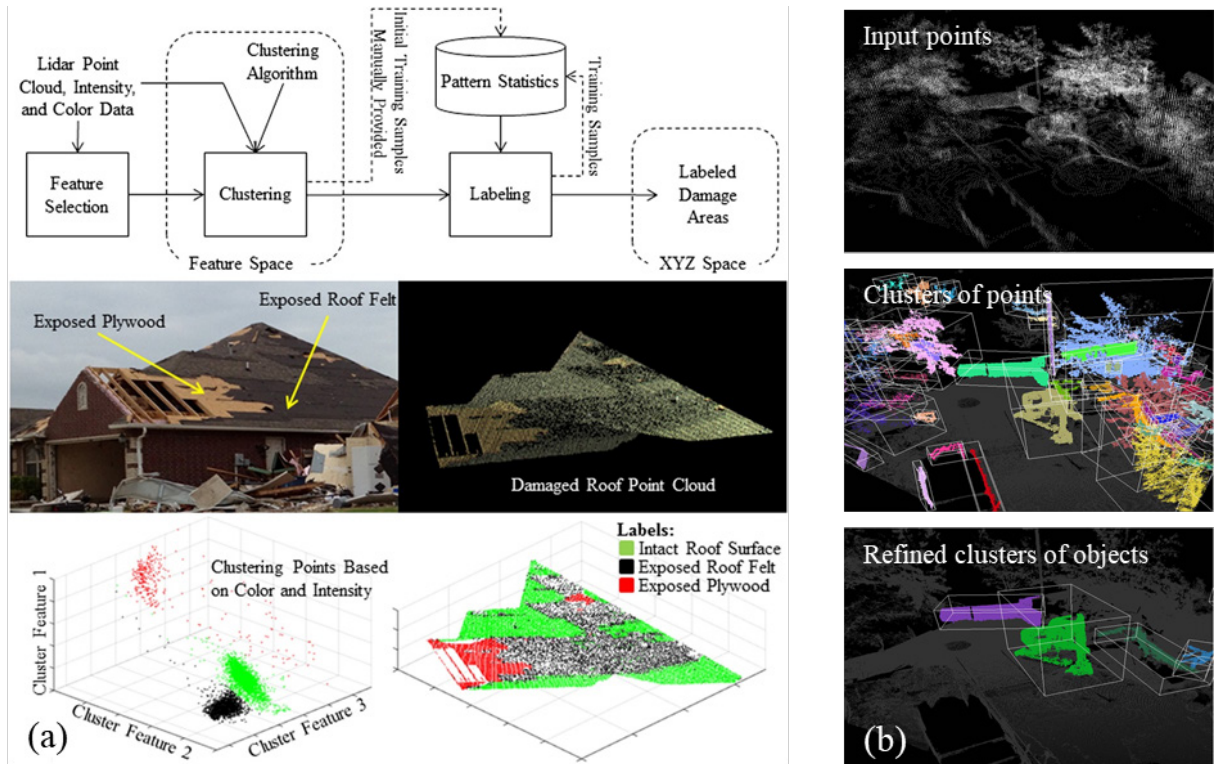 Lidar Point
Cloud, Intensity,
and Color Data
Clustering
Algorithm
Initial Training Samples
Manually Provided
Pattern Statistics
Training Samples
Feature
Selection
Clustering
Labeling
Labeled
Damage
Areas
Feature Space
XYZ Space
Exposed Roof Felt
Exposed Plywood
Damaged Roof Point Cloud
Clustering Points Based
on Color and Intensity
Cluster Feature 1
Cluster Feature 2
Cluster Feature 3
Labels:
Intact Roof Surface
Exposed Roof Felt
Exposed Plywood
(a)
Input points
Clusters of points
Refined clusters of objects
(b)